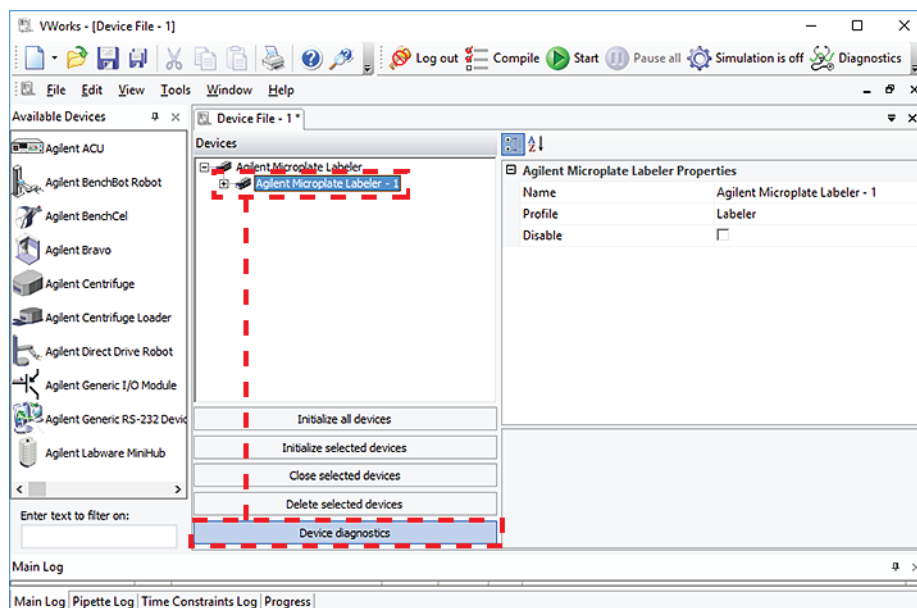 VWorks - [Device File - 1]
Log out Compile Start Pause all Simulation is off Diagnostics
File Edit View Tools Window Help
Available Devices
Agilent ACU
Agilent BenchBot Robot
Agilent BenchCel
Agilent Bravo
Agilent Centrifuge
Agilent Centrifuge Loader
Agilent Direct Drive Robot
Agilent Generic I/O Module
Agilent Generic RS-232 Devic
Agilent Labware MiniHub
Enter text to filter on:
Device File - 1 *
Devices
Agilent Microplate Labeler
Agilent Microplate Labeler - 1
Initialize all devices
Initialize selected devices
Close selected devices
Delete selected devices
Device diagnostics
Agilent Microplate Labeler Properties
Name Agilent Microplate Labeler - 1
Profile Labeler
Disable
Main Log
Main Log Pipette Log Time Constraints Log Progress